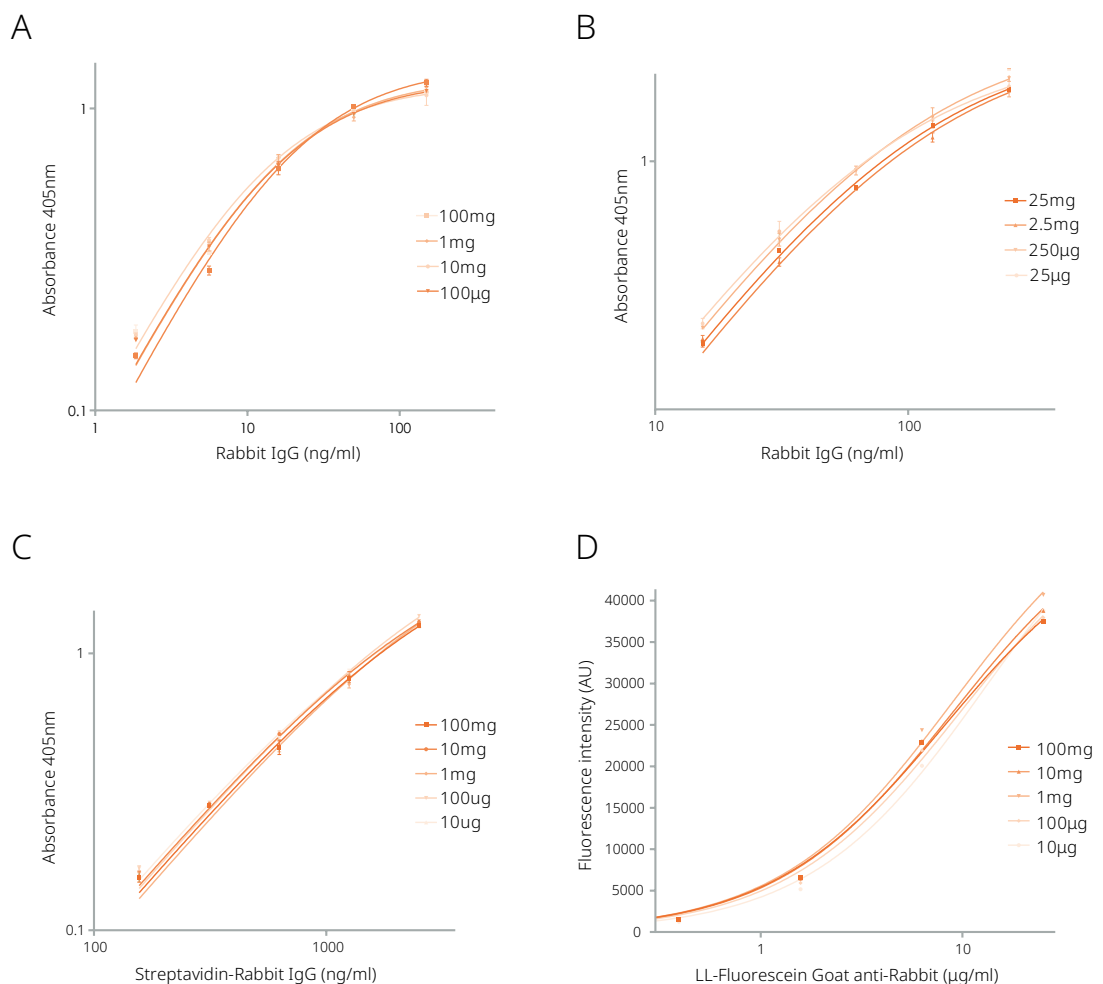 A
Absorbance 405nm
1
0.1
1
10
100
Rabbit IgG (ng/ml)
100mg
1mg
10mg
100µg
B
Absorbance 405nm
1
10
100
Rabbit IgG (ng/ml)
25mg
2.5mg
250µg
25µg
C
Absorbance 405nm
1
0.1
100
1000
Streptavidin-Rabbit IgG (ng/ml)
100mg
10mg
1mg
100ug
10ug
D
Fluorescence intensity (AU)
40000
35000
30000
25000
20000
15000
10000
5000
0
1
10
LL-Fluorescein Goat anti-Rabbit (µg/ml)
100mg
10mg
1mg
100µg
10µg